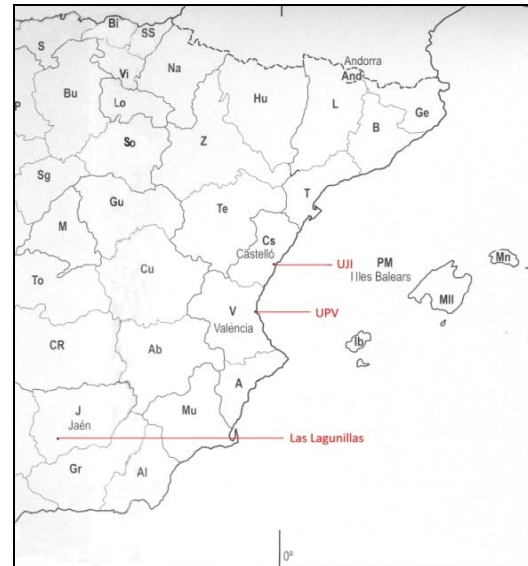 Bi
SS
S
Vi
Na
Andorra
And
Bu
Lo
Hu
L
Ge
P
B
So
Z
Sg
Gu
T
Te
M
Cs
Castelló
UJI
PM
Illes Balears
Mn
To
Cu
Mll
V
València
UPV
Ib
CR
Ab
A
J
Jaén
Mu
Las Lagunillas
Gr
Al
0º